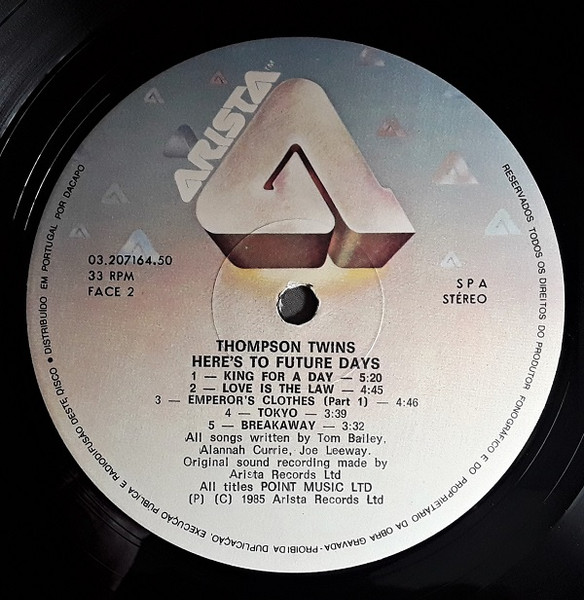 ARISTA™
RESERVADOS TODOS OS DIREITOS DO PRODUTOR FONOGRÁFICO E DO PROPRIETÁRIO DA OBRA GRAVADA - PROIBIDA DUPLICAÇÃO, EXECUÇÃO PÚBLICA E RADIODIFUSÃO DESTE DISCO ● DISTRIBUÍDO EM PORTUGAL POR DACAPO
03.207164.50
33 RPM
FACE 2
SPA
STÉREO
THOMPSON TWINS
HERE'S TO FUTURE DAYS
1 — KING FOR A DAY — 5:20
2 — LOVE IS THE LAW — 4:45
3 — EMPEROR'S CLOTHES (Part 1) — 4:46
4 — TOKYO — 3:39
5 — BREAKAWAY — 3:32
All songs written by Tom Bailey.
Alannah Currie, Joe Leeway.
Original sound recording made by
Arista Records Ltd
All titles POINT MUSIC LTD
(P) (C) 1985 Arista Records Ltd